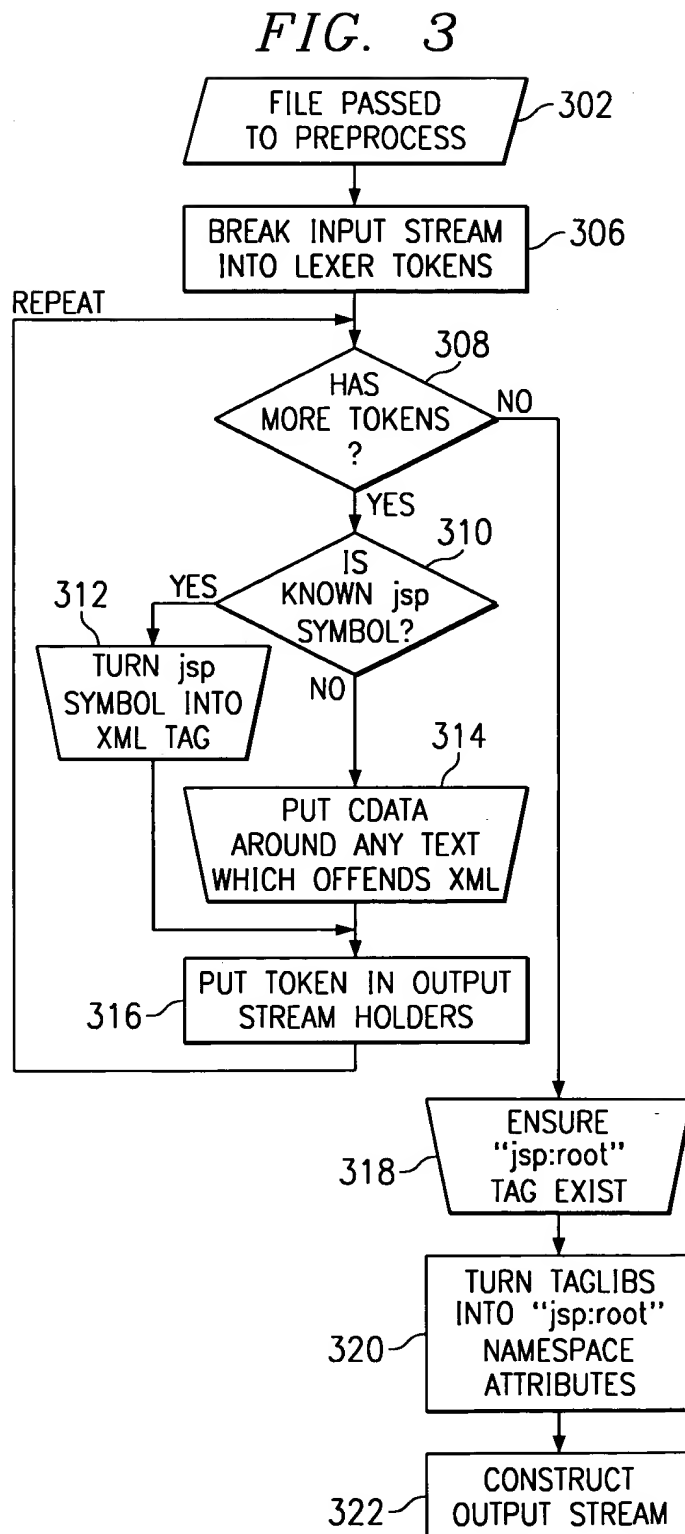 FIG. 3
FILE PASSED
TO PREPROCESS
302
BREAK INPUT STREAM
INTO LEXER TOKENS
306
REPEAT
308
HAS
MORE TOKENS
?
NO
YES
310
IS
KNOWN jsp
SYMBOL?
YES
312
TURN jsp
SYMBOL INTO
XML TAG
NO
314
PUT CDATA
AROUND ANY TEXT
WHICH OFFENDS XML
PUT TOKEN IN OUTPUT
STREAM HOLDERS
316
ENSURE
“jsp:root”
TAG EXIST
318
TURN TAGLIBS
INTO “jsp:root”
NAMESPACE
ATTRIBUTES
320
CONSTRUCT
OUTPUT STREAM
322